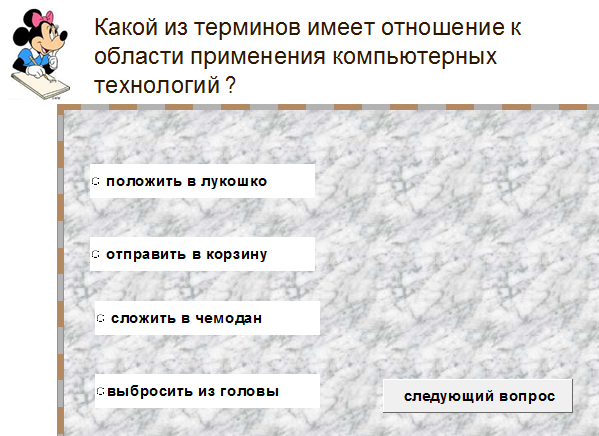 Какой из терминов имеет отношение к
области применения компьютерных
технологий ?
положить в лукошко
отправить в корзину
сложить в чемодан
выбросить из головы
следующий вопрос